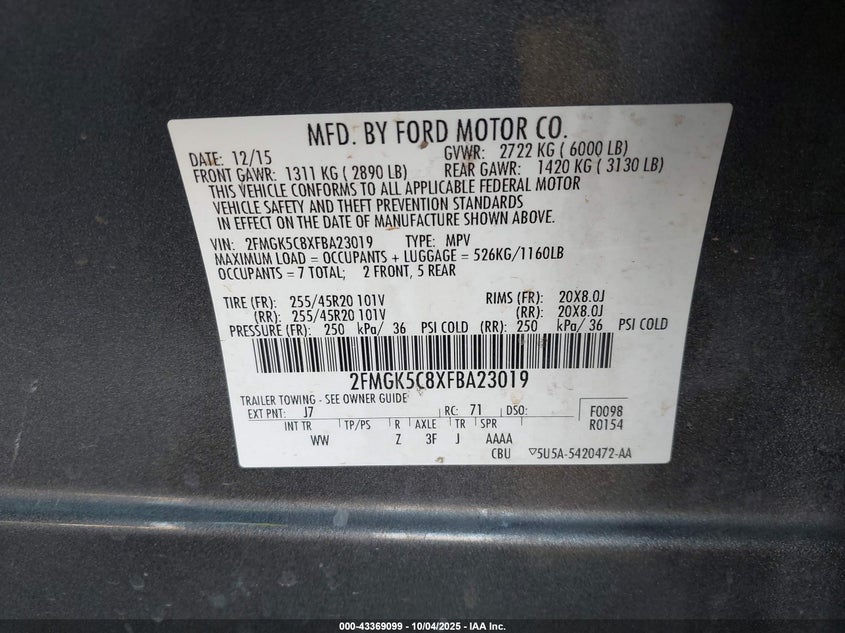 MFD. BY FORD MOTOR CO.
DATE: 12/15 GVWR: 2722 KG ( 6000 LB)
FRONT GAWR: 1311 KG ( 2890 LB) REAR GAWR: 1420 KG ( 3130 LB)
THIS VEHICLE CONFORMS TO ALL APPLICABLE FEDERAL MOTOR
VEHICLE SAFETY AND THEFT PREVENTION STANDARDS
IN EFFECT ON THE DATE OF MANUFACTURE SHOWN ABOVE.
VIN: 2FMGK5C8XFBA23019 TYPE: MPV
MAXIMUM LOAD = OCCUPANTS + LUGGAGE = 526KG/1160LB
OCCUPANTS = 7 TOTAL; 2 FRONT, 5 REAR
TIRE (FR): 255/45R20 101V RIMS (FR): 20X8.0J
(RR): 255/45R20 101V (RR): 20X8.0J
PRESSURE (FR): 250 kPa/ 36 PSI COLD (RR): 250 kPa/ 36 PSI COLD
2FMGK5C8XFBA23019
TRAILER TOWING - SEE OWNER GUIDE
EXT PNT: J7 RC: 71 DSO: F0098
INT TR TP/PS R AXLE TR SPR R0154
WW Z 3F J AAAA
CBU ▽5U5A-5420472-AA
000-43369099 - 10/04/2025 - IAA Inc.